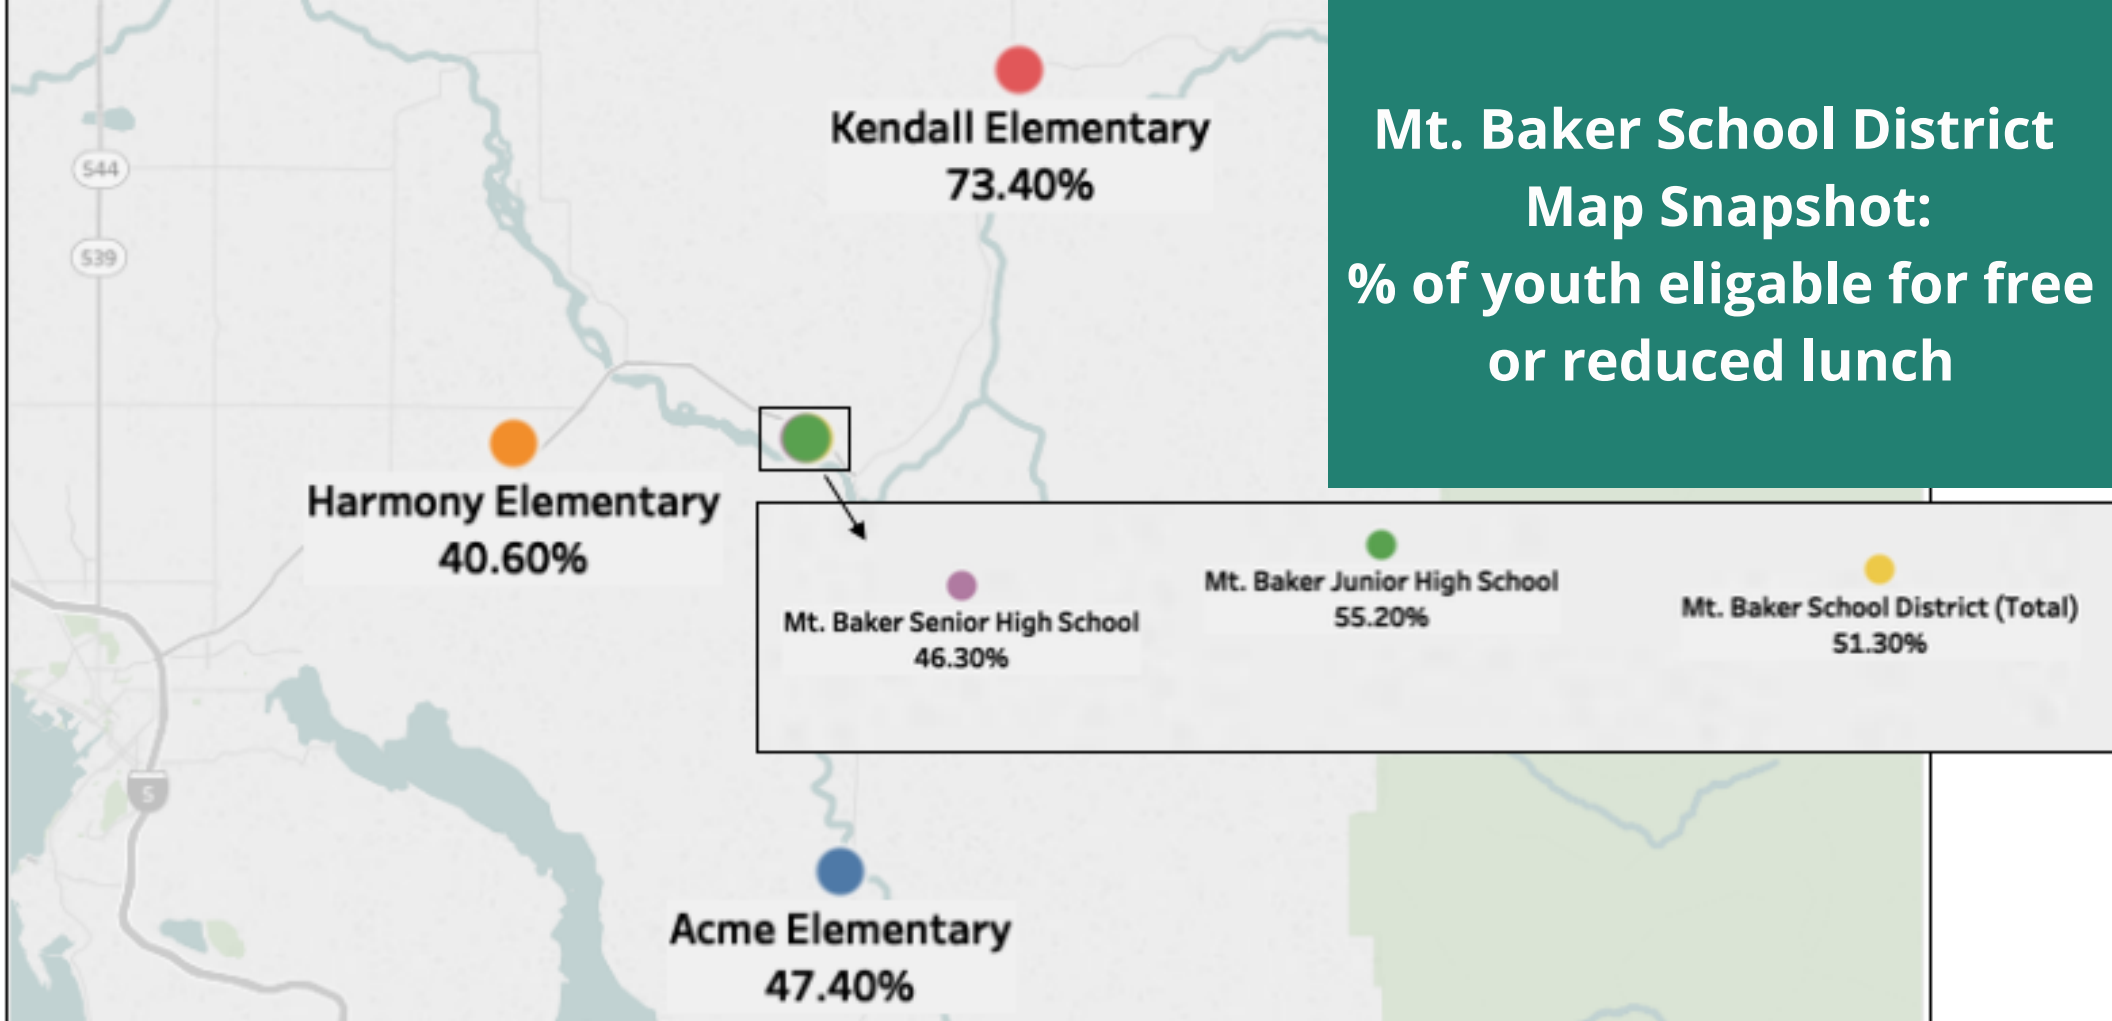 Mt. Baker School District
Map Snapshot:
% of youth eligable for free
or reduced lunch
Kendall Elementary
73.40%
544
539
Harmony Elementary
40.60%
Mt. Baker Senior High School
46.30%
Mt. Baker Junior High School
55.20%
Mt. Baker School District (Total)
51.30%
5
Acme Elementary
47.40%